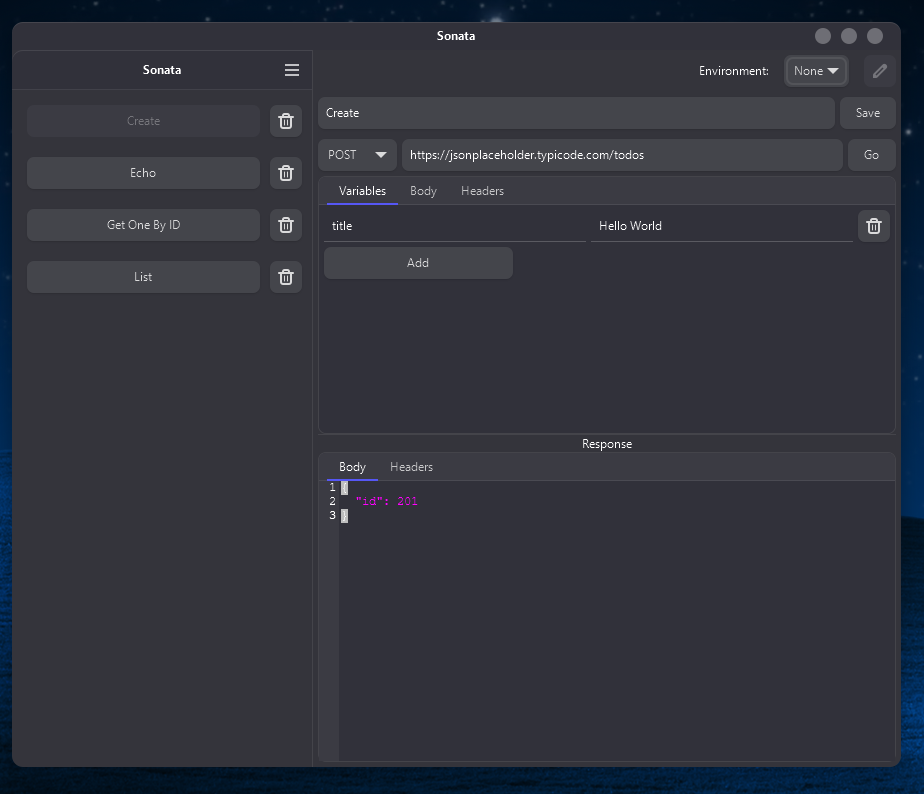 Sonata
Sonata
Environment: None
Create
Echo
Get One By ID
List
Create Save
POST https://jsonplaceholder.typicode.com/todos Go
Variables Body Headers
title Hello World
Add
Response
Body Headers
1 {
2 "id": 201
3 }